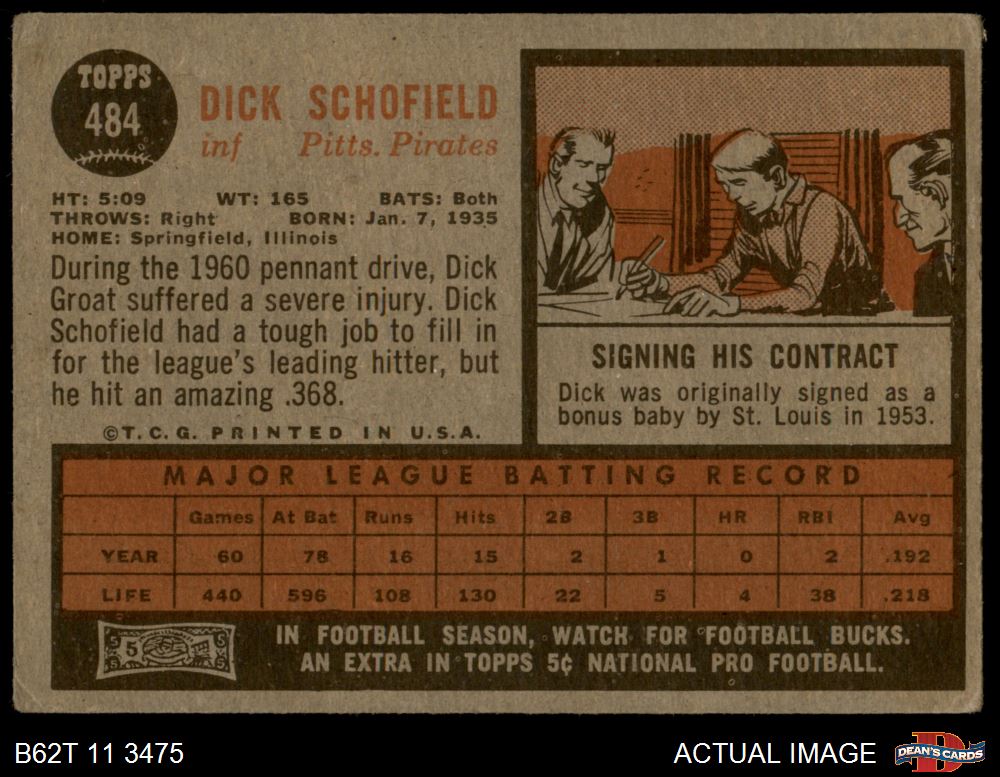 TOPPS
484
DICK SCHOFIELD
inf Pitts. Pirates
HT: 5:09 WT: 165 BATS: Both
THROWS: Right BORN: Jan. 7, 1935
HOME: Springfield, Illinois
During the 1960 pennant drive, Dick
Groat suffered a severe injury. Dick
Schofield had a tough job to fill in
for the league's leading hitter, but
he hit an amazing .368.
©T.C.G. PRINTED IN U.S.A.
SIGNING HIS CONTRACT
Dick was originally signed as a
bonus baby by St. Louis in 1953.
MAJOR LEAGUE BATTING RECORD
Games At Bat Runs Hits 2B 3B HR RBI Avg
YEAR 60 78 16 15 2 1 0 2 .192
LIFE 440 596 108 130 22 5 4 38 .218
5 5 5
IN FOOTBALL SEASON, WATCH FOR FOOTBALL BUCKS.
AN EXTRA IN TOPPS 5¢ NATIONAL PRO FOOTBALL.
B62T 11 3475
ACTUAL IMAGE
D
DEAN'S CARDS